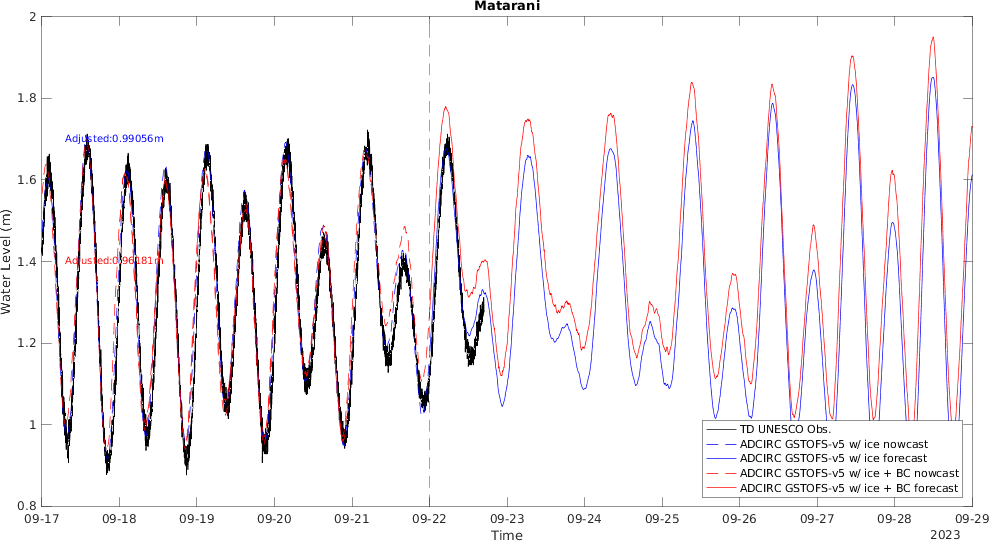 Matarani
2
1.8
1.6
1.4
1.2
1
0.8
Water Level (m)
Adjusted:0.99056m
Adjusted:0.96181m
TD UNESCO Obs.
ADCIRC GSTOFS-v5 w/ ice nowcast
ADCIRC GSTOFS-v5 w/ ice forecast
ADCIRC GSTOFS-v5 w/ ice + BC nowcast
ADCIRC GSTOFS-v5 w/ ice + BC forecast
09-17 09-18 09-19 09-20 09-21 09-22 09-23 09-24 09-25 09-26 09-27 09-28 09-29
Time
2023